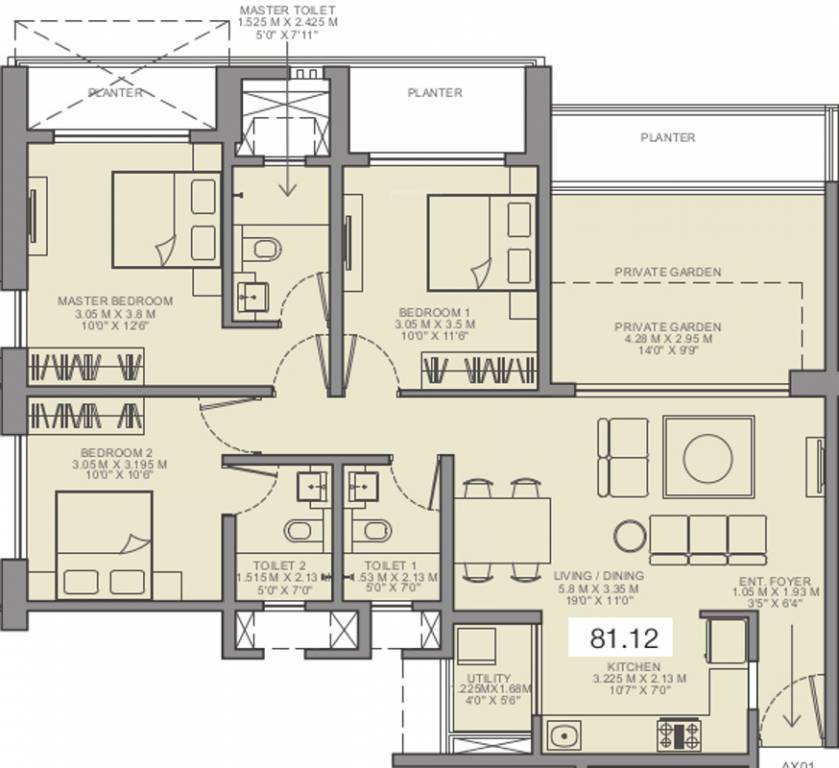 MASTER TOILET
1.525 M X 2.425 M
5'0" X 7'11"
PLANTER
PLANTER
PLANTER
PRIVATE GARDEN
MASTER BEDROOM
3.05 M X 3.8 M
10'0" X 12'6"
BEDROOM 1
3.05 M X 3.5 M
10'0" X 11'6"
PRIVATE GARDEN
4.28 M X 2.95 M
14'0" X 9'9"
BEDROOM 2
3.05 M X 3.195 M
10'0" X 10'6"
TOILET 2
1.515 M X 2.13 M
5'0" X 7'0"
TOILET 1
.53 M X 2.13 M
5'0" X 7'0"
LIVING / DINING
5.8 M X 3.35 M
19'0" X 11'0"
ENT. FOYER
1.05 M X 1.93 M
3'5" X 6'4"
81.12
KITCHEN
3.225 M X 2.13 M
10'7" X 7'0"
UTILITY
.225MX1.68M
4'0" X 5'6"
AX01